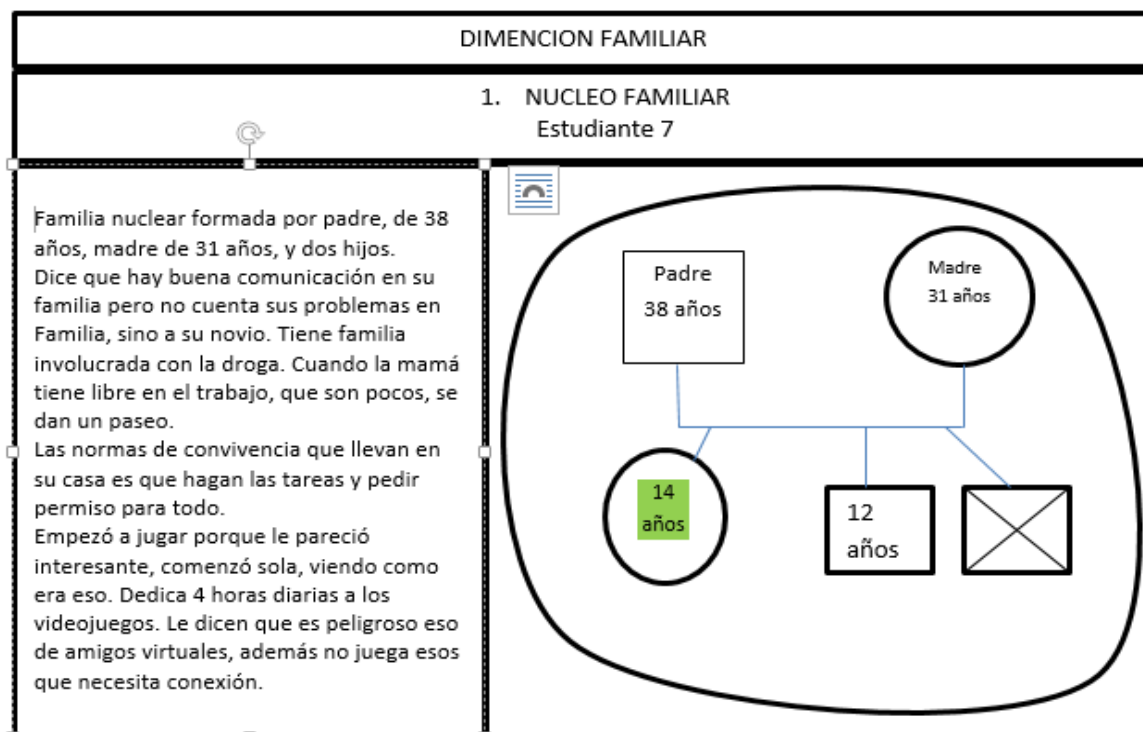 DIMENCION FAMILIAR
1. NUCLEO FAMILIAR
Estudiante 7
Familia nuclear formada por padre, de 38
años, madre de 31 años, y dos hijos.
Dice que hay buena comunicación en su
familia pero no cuenta sus problemas en
Familia, sino a su novio. Tiene familia
involucrada con la droga. Cuando la mamá
tiene libre en el trabajo, que son pocos, se
dan un paseo.
Las normas de convivencia que llevan en
su casa es que hagan las tareas y pedir
permiso para todo.
Empezó a jugar porque le pareció
interesante, comenzó sola, viendo como
era eso. Dedica 4 horas diarias a los
videojuegos. Le dicen que es peligroso eso
de amigos virtuales, además no juega esos
que necesita conexión.
Padre
38 años
Madre
31 años
14
años
12
años